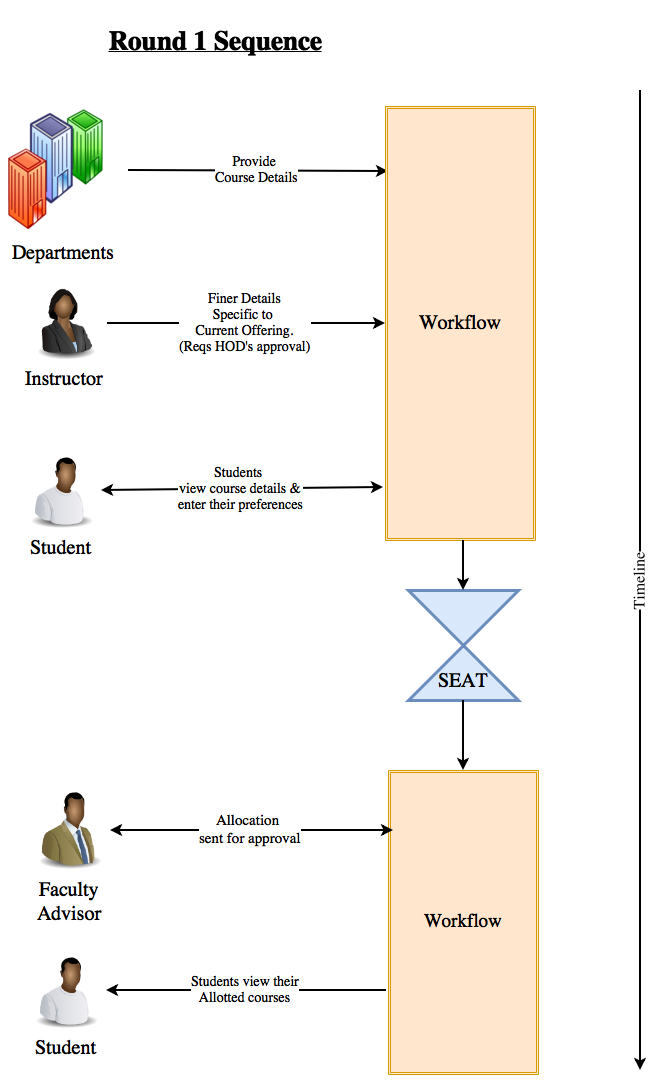 Round 1 Sequence
Provide
Course Details
Departments
Finer Details
Specific to
Current Offering.
(Reqs HOD's approval)
Workflow
Instructor
Students
view course details &
enter their preferences
Student
Timeline
SEAT
Allocation
sent for approval
Faculty
Advisor
Workflow
Students view their
Allotted courses
Student